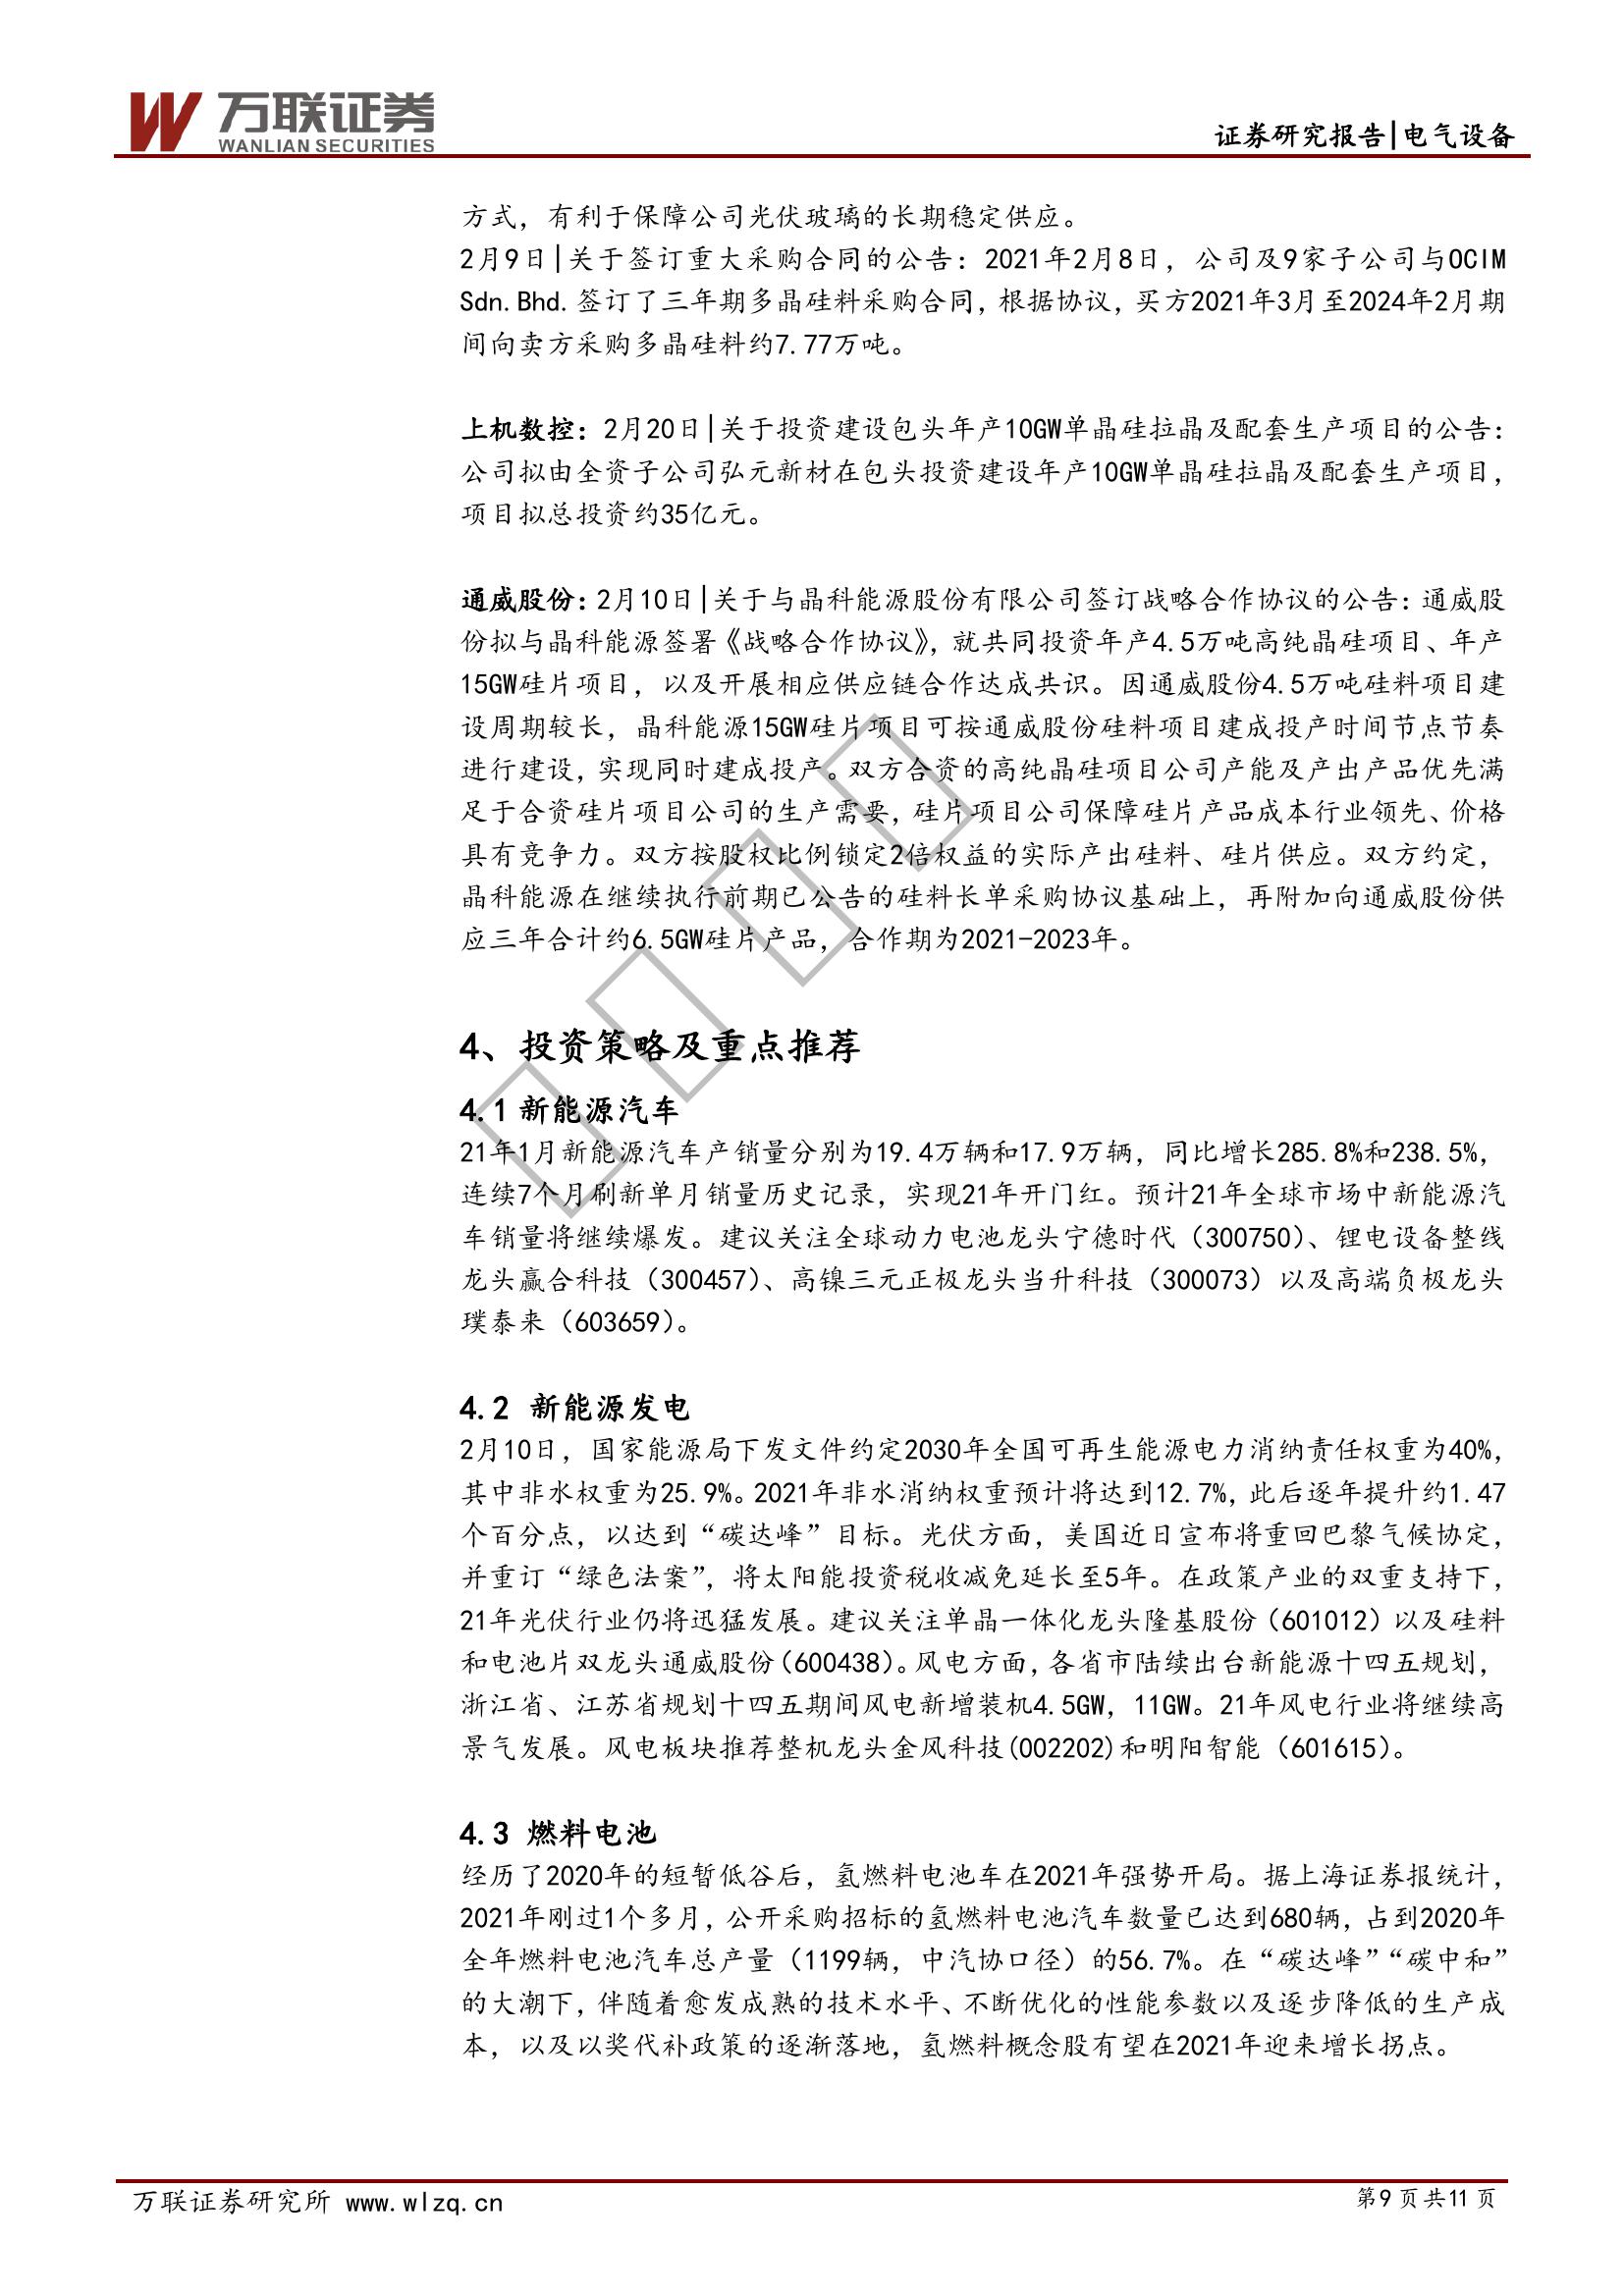 万联证券
WANLIAN SECURITIES
证券研究报告|电气设备
方式，有利于保障公司光伏玻璃的长期稳定供应。
2月9日|关于签订重大采购合同的公告：2021年2月8日，公司及9家子公司与OCIM
Sdn.Bhd.签订了三年期多晶硅料采购合同，根据协议，买方2021年3月至2024年2月期
间向卖方采购多晶硅料约7.77万吨。
上机数控：2月20日|关于投资建设包头年产10GW单晶硅拉晶及配套生产项目的公告：
公司拟由全资子公司弘元新材在包头投资建设年产10GW单晶硅拉晶及配套生产项目，
项目拟总投资约35亿元。
通威股份：2月10日|关于与晶科能源股份有限公司签订战略合作协议的公告：通威股
份拟与晶科能源签署《战略合作协议》，就共同投资年产4.5万吨高纯晶硅项目、年产
15GW硅片项目，以及开展相应供应链合作达成共识。因通威股份4.5万吨硅料项目建
设周期较长，晶科能源15GW硅片项目可按通威股份硅料项目建成投产时间节点节奏
进行建设，实现同时建成投产。双方合资的高纯晶硅项目公司产能及产出产品优先满
足于合资硅片项目公司的生产需要，硅片项目公司保障硅片产品成本行业领先、价格
具有竞争力。双方按股权比例锁定2倍权益的实际产出硅料、硅片供应。双方约定，
晶科能源在继续执行前期已公告的硅料长单采购协议基础上，再附加向通威股份供
应三年合计约6.5GW硅片产品，合作期为2021-2023年。
4、投资策略及重点推荐
4.1 新能源汽车
21年1月新能源汽车产销量分别为19.4万辆和17.9万辆，同比增长285.8%和238.5%，
连续7个月刷新单月销量历史记录，实现21年开门红。预计21年全球市场中新能源汽
车销量将继续爆发。建议关注全球动力电池龙头宁德时代（300750）、锂电设备整线
龙头赢合科技（300457）、高镍三元正极龙头当升科技（300073）以及高端负极龙头
璞泰来（603659）。
4.2 新能源发电
2月10日，国家能源局下发文件约定2030年全国可再生能源电力消纳责任权重为40%，
其中非水权重为25.9%。2021年非水消纳权重预计将达到12.7%，此后逐年提升约1.47
个百分点，以达到“碳达峰”目标。光伏方面，美国近日宣布将重回巴黎气候协定，
并重订“绿色法案”，将太阳能投资税收减免延长至5年。在政策产业的双重支持下，
21年光伏行业仍将迅猛发展。建议关注单晶一体化龙头隆基股份（601012）以及硅料
和电池片双龙头通威股份（600438）。风电方面，各省市陆续出台新能源十四五规划，
浙江省、江苏省规划十四五期间风电新增装机4.5GW，11GW。21年风电行业将继续高
景气发展。风电板块推荐整机龙头金风科技(002202)和明阳智能（601615）。
4.3 燃料电池
经历了2020年的短暂低谷后，氢燃料电池车在2021年强势开局。据上海证券报统计，
2021年刚过1个多月，公开采购招标的氢燃料电池汽车数量已达到680辆，占到2020年
全年燃料电池汽车总产量（1199辆，中汽协口径）的56.7%。在“碳达峰”“碳中和”
的大潮下，伴随着愈发成熟的技术水平、不断优化的性能参数以及逐步降低的生产成
本，以及以奖代补政策的逐渐落地，氢燃料概念股有望在2021年迎来增长拐点。
万联证券研究所 www.wlzq.cn
第9页共11页